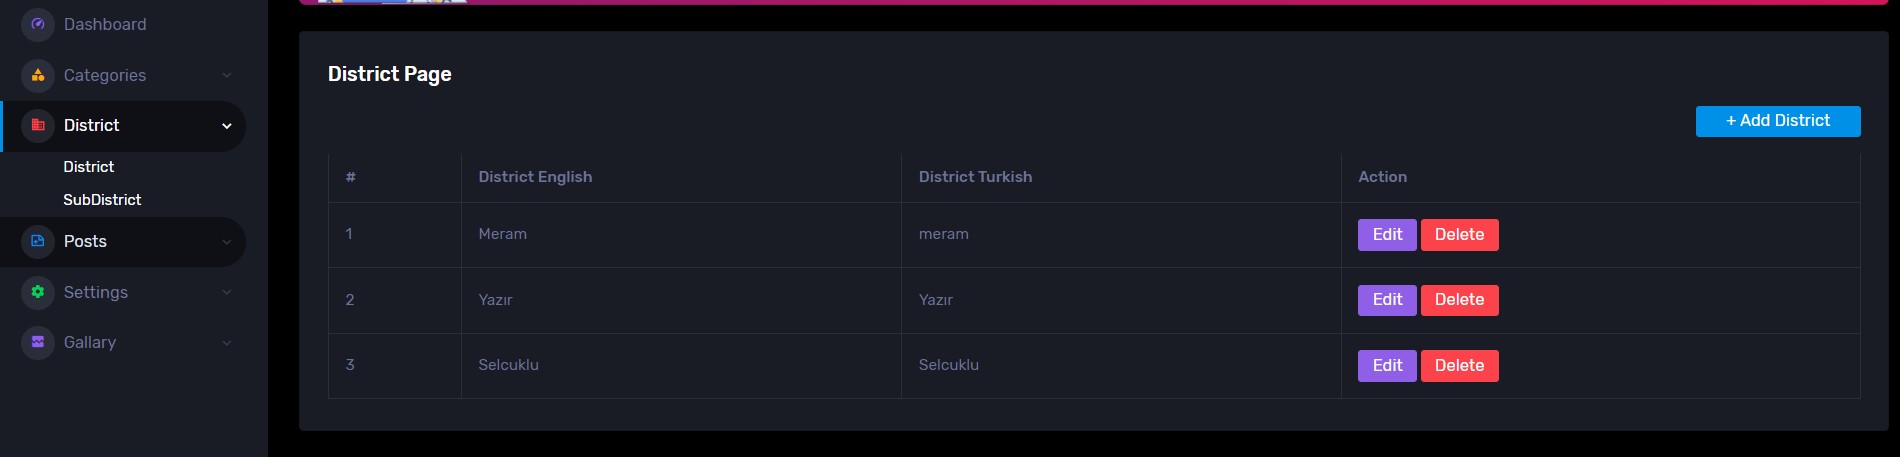 Dashboard
Categories
District
District
SubDistrict
Posts
Settings
Gallary
District Page
+ Add District
# District English District Turkish Action
1 Meram meram Edit Delete
2 Yazır Yazır Edit Delete
3 Selcuklu Selcuklu Edit Delete